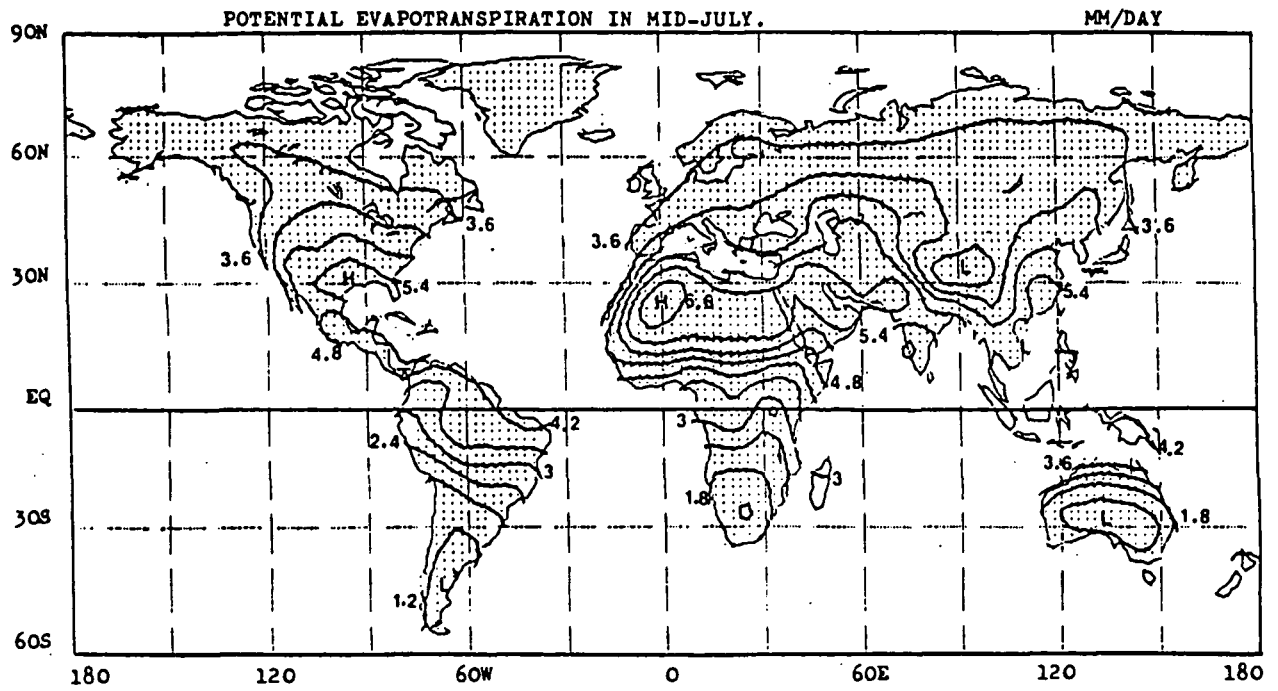 POTENTIAL EVAPOTRANSPIRATION IN MID-JULY. MM/DAY
90N
60N
3.6
3.6
3.6
3.6
30N
H
L
5.4
5.4
H
5.4
4.8
4.8
EQ
3
4.2
2.4
4.2
3
3.6
3
1.8
L
1.8
30S
L
1.2
60S
180 120 60W 0 60E 120 180